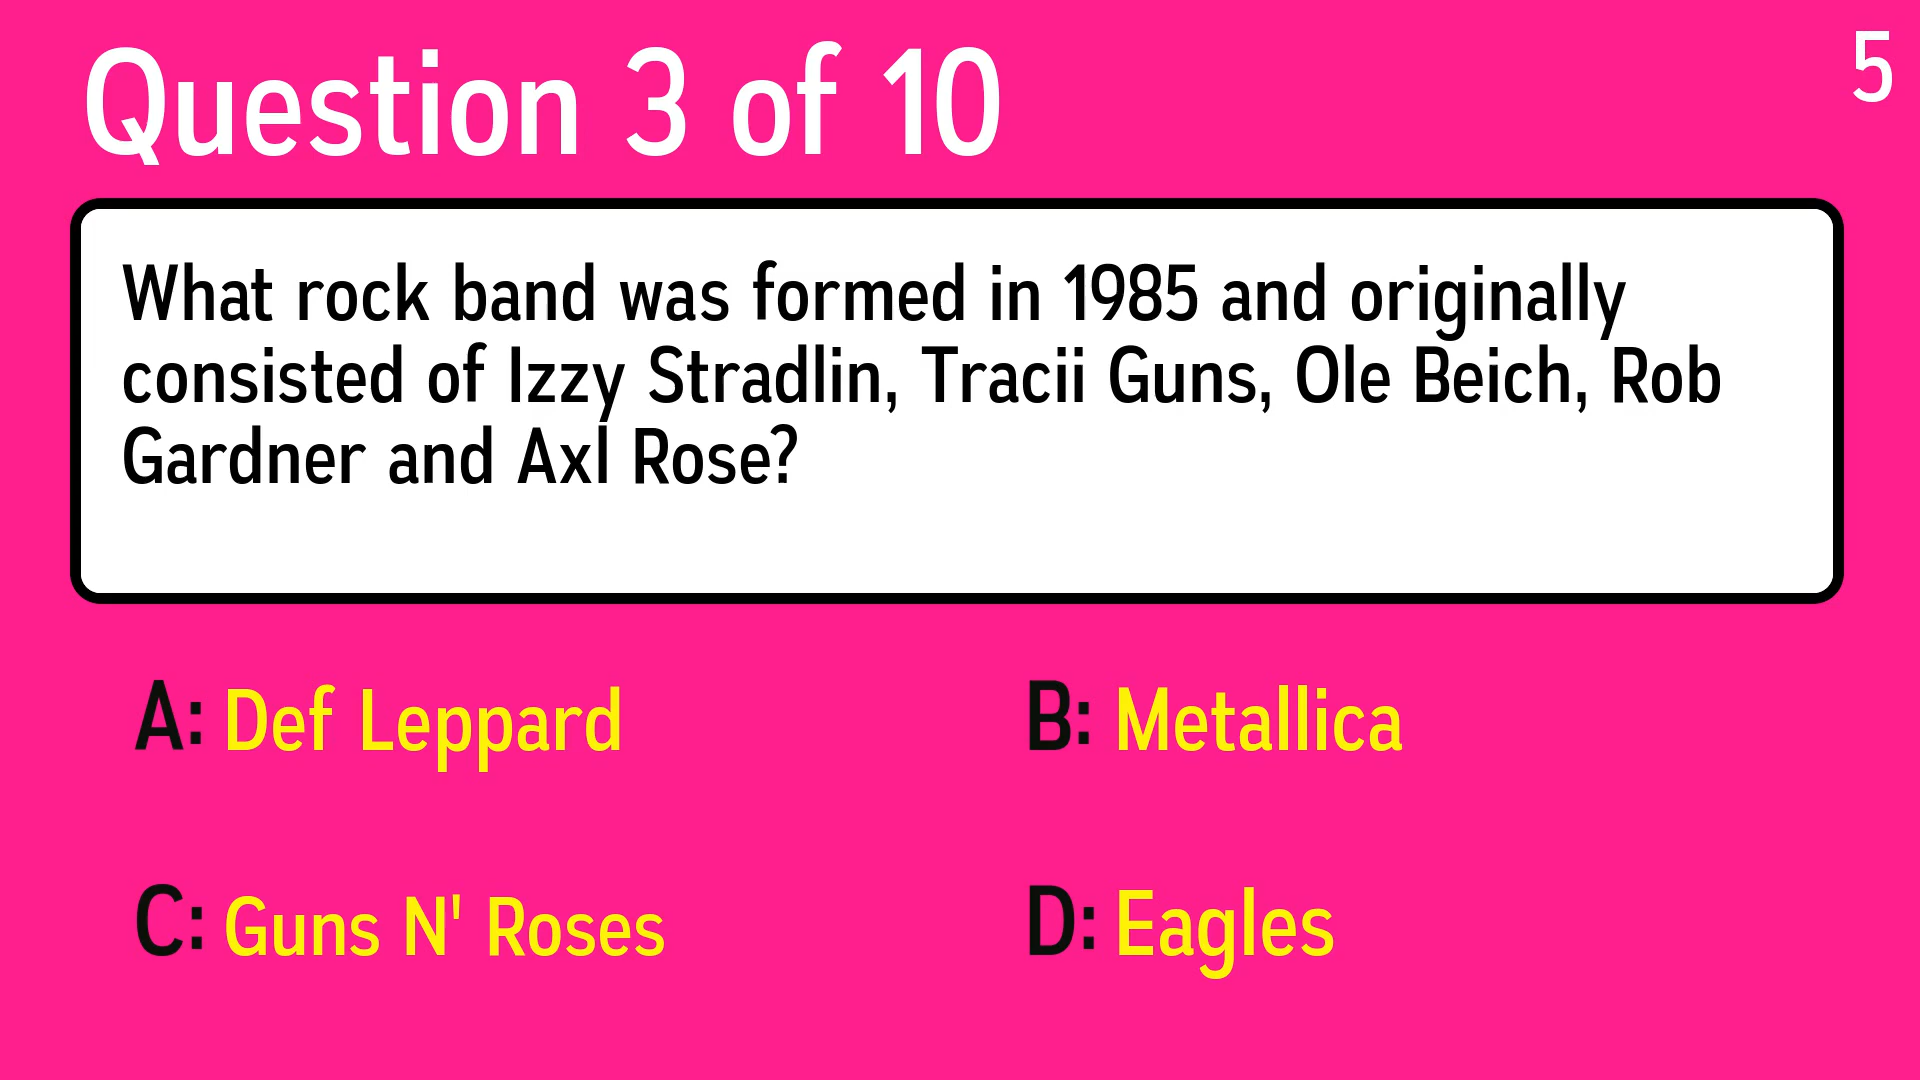 Question 3 of 10
5
What rock band was formed in 1985 and originally
consisted of Izzy Stradlin, Tracii Guns, Ole Beich, Rob
Gardner and Axl Rose?
A: Def Leppard
B: Metallica
C: Guns N' Roses
D: Eagles